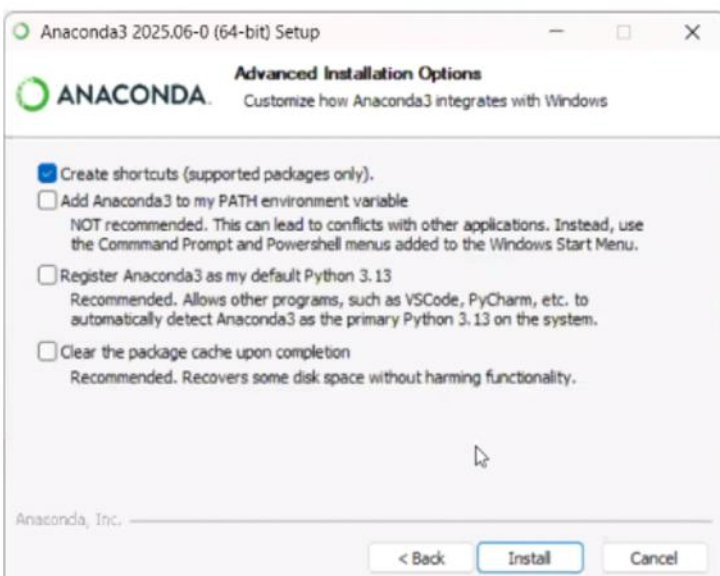 Anaconda3 2025.06-0 (64-bit) Setup
ANACONDA.
Advanced Installation Options
Customize how Anaconda3 integrates with Windows
Create shortcuts (supported packages only).
Add Anaconda3 to my PATH environment variable
NOT recommended. This can lead to conflicts with other applications. Instead, use
the Commmand Prompt and Powershell menus added to the Windows Start Menu.
Register Anaconda3 as my default Python 3.13
Recommended. Allows other programs, such as VSCode, PyCharm, etc. to
automatically detect Anaconda3 as the primary Python 3.13 on the system.
Clear the package cache upon completion
Recommended. Recovers some disk space without harming functionality.
Anaconda, Inc.
< Back
Install
Cancel